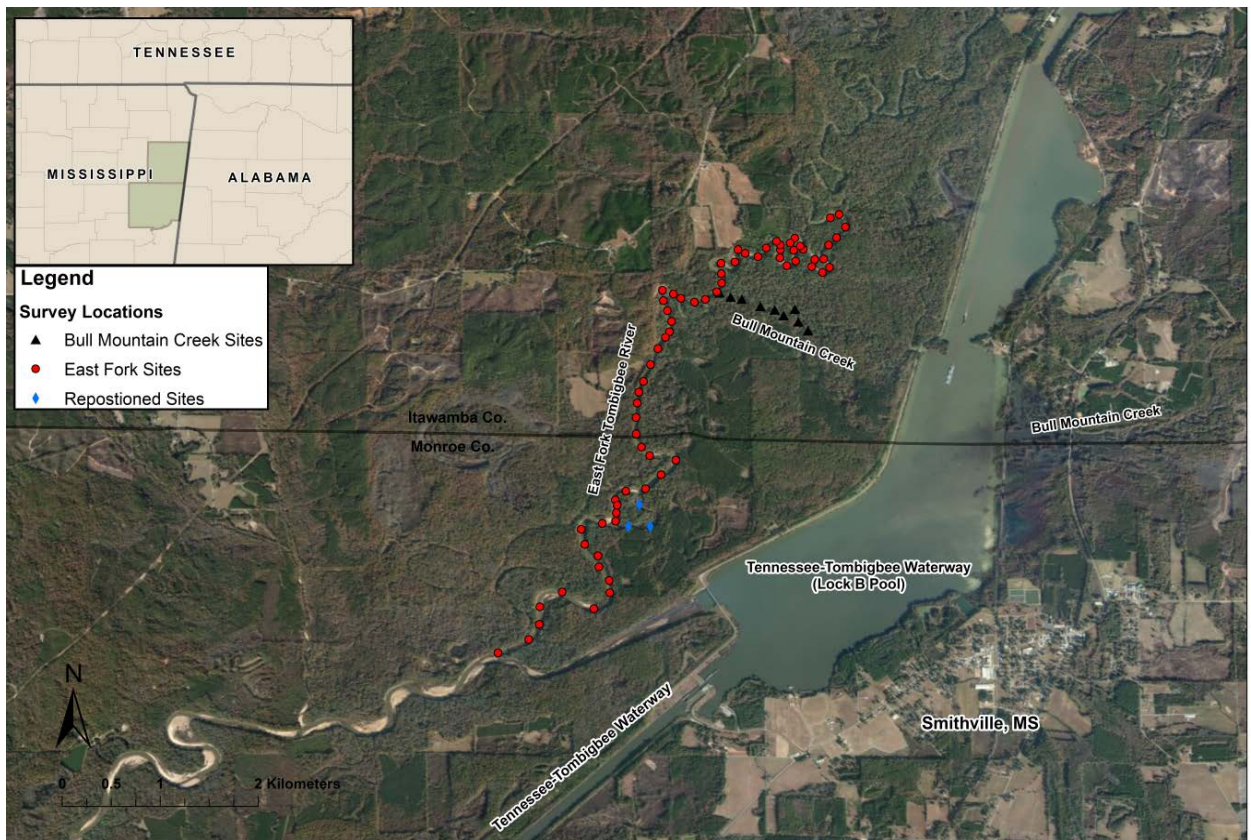 TENNESSEE
MISSISSIPPI
ALABAMA
Legend
Survey Locations
Bull Mountain Creek Sites
East Fork Sites
Repostioned Sites
Bull Mountain Creek
East Fork Tombigbee River
Itawamba Co.
Monroe Co.
Bull Mountain Creek
Tennessee-Tombigbee Waterway
(Lock B Pool)
Tennessee-Tombigbee Waterway
Smithville, MS
N
0 0.5 1 2 Kilometers